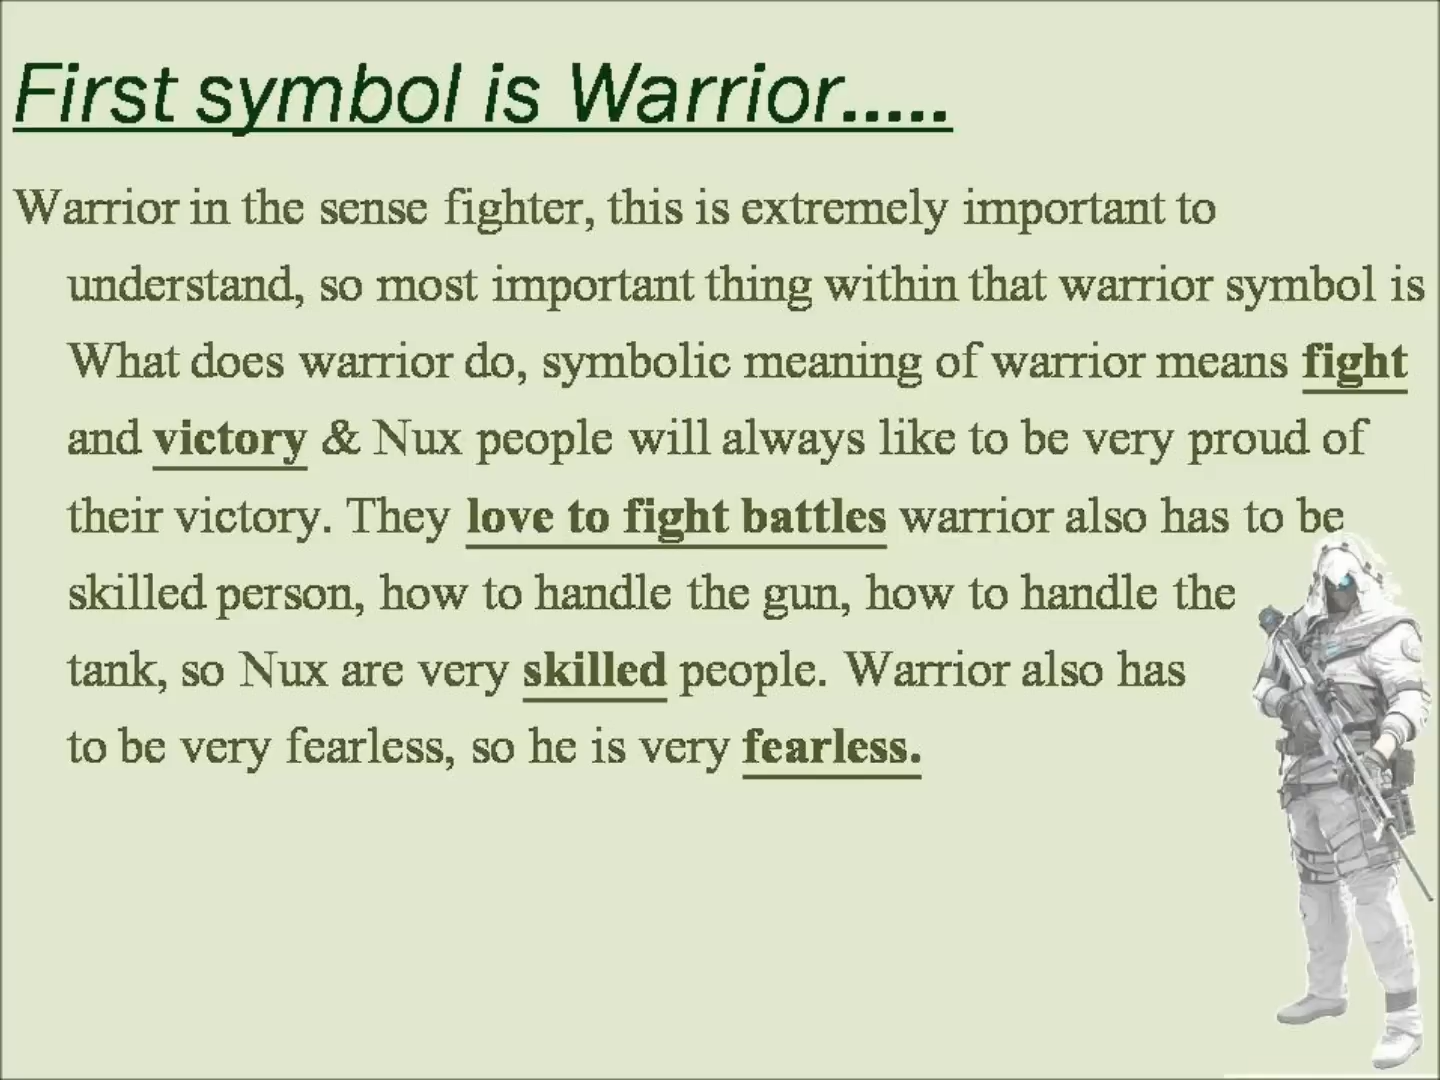 First symbol is Warrior.....
Warrior in the sense fighter, this is extremely important to
understand, so most important thing within that warrior symbol is
What does warrior do, symbolic meaning of warrior means fight
and victory & Nux people will always like to be very proud of
their victory. They love to fight battles warrior also has to be
skilled person, how to handle the gun, how to handle the
tank, so Nux are very skilled people. Warrior also has
to be very fearless, so he is very fearless.